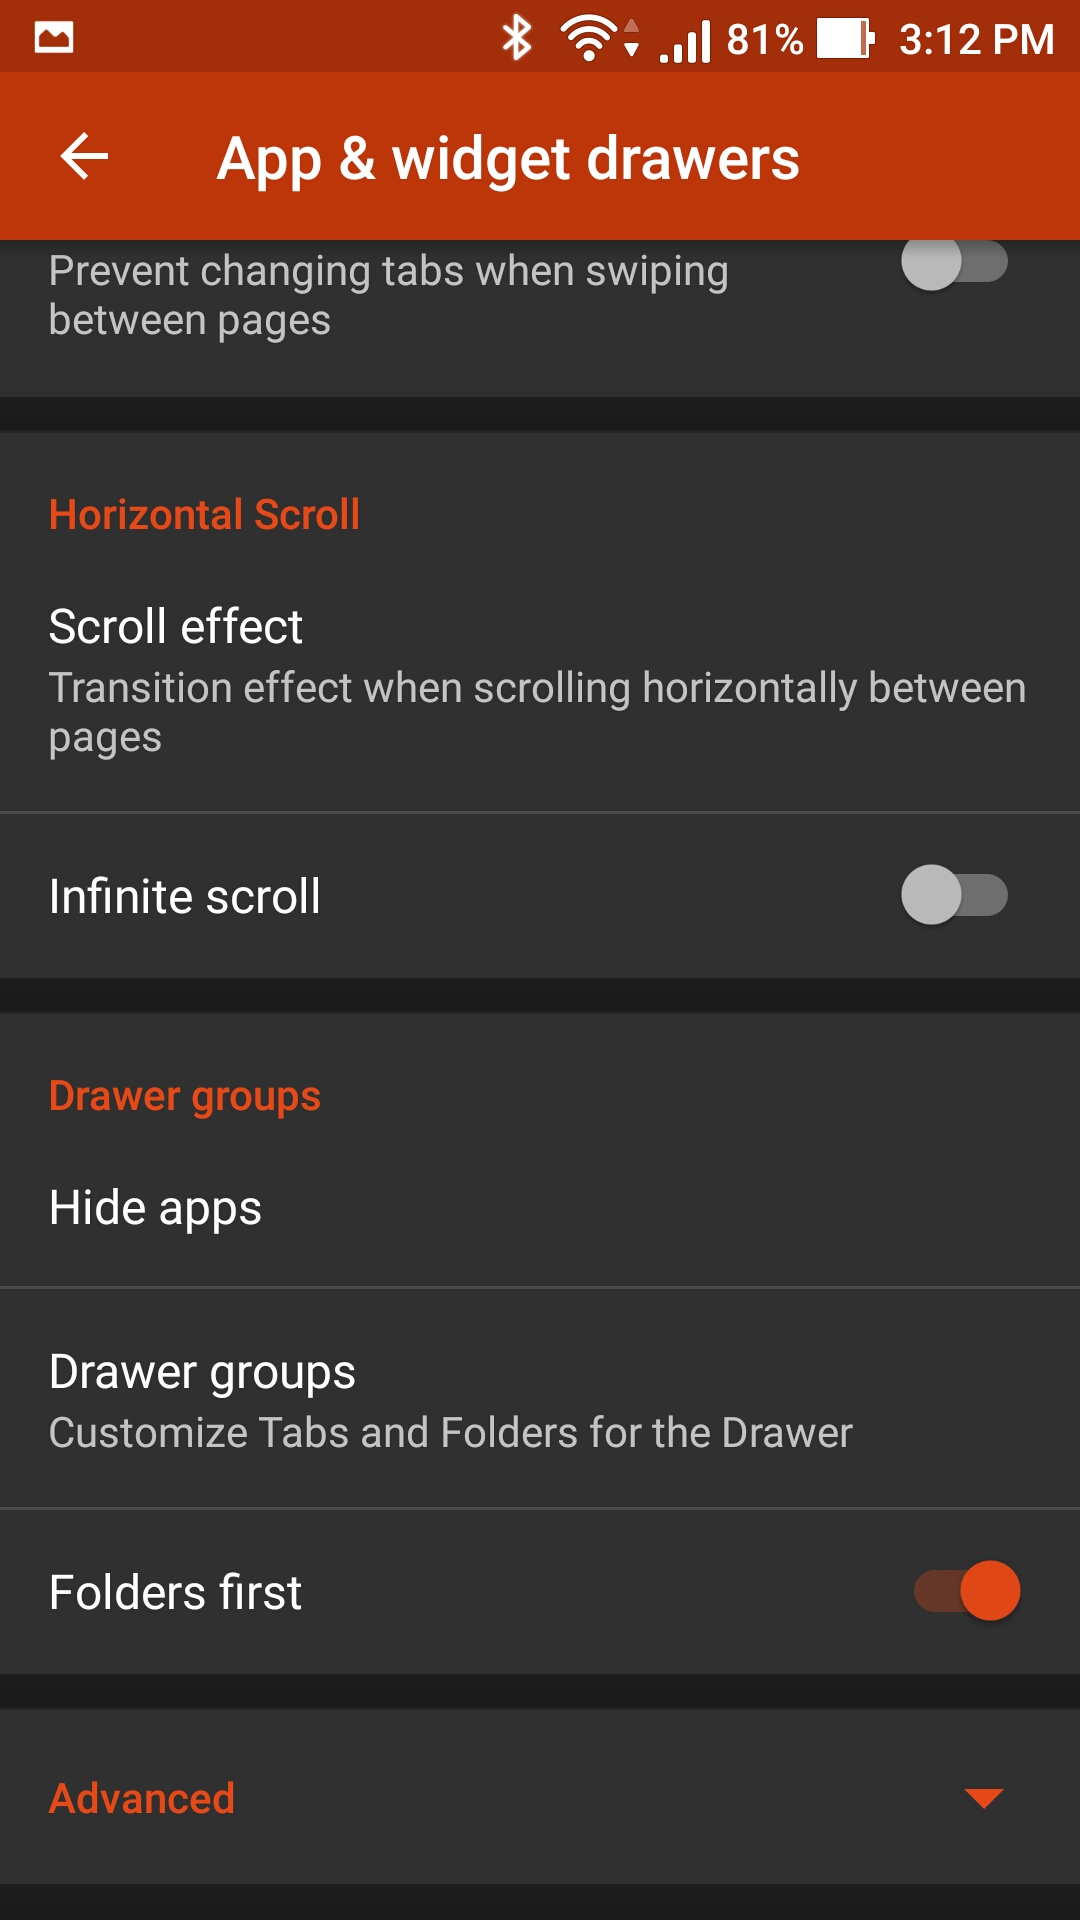 81% 3:12 PM
App & widget drawers
Prevent changing tabs when swiping
between pages
Horizontal Scroll
Scroll effect
Transition effect when scrolling horizontally between
pages
Infinite scroll
Drawer groups
Hide apps
Drawer groups
Customize Tabs and Folders for the Drawer
Folders first
Advanced